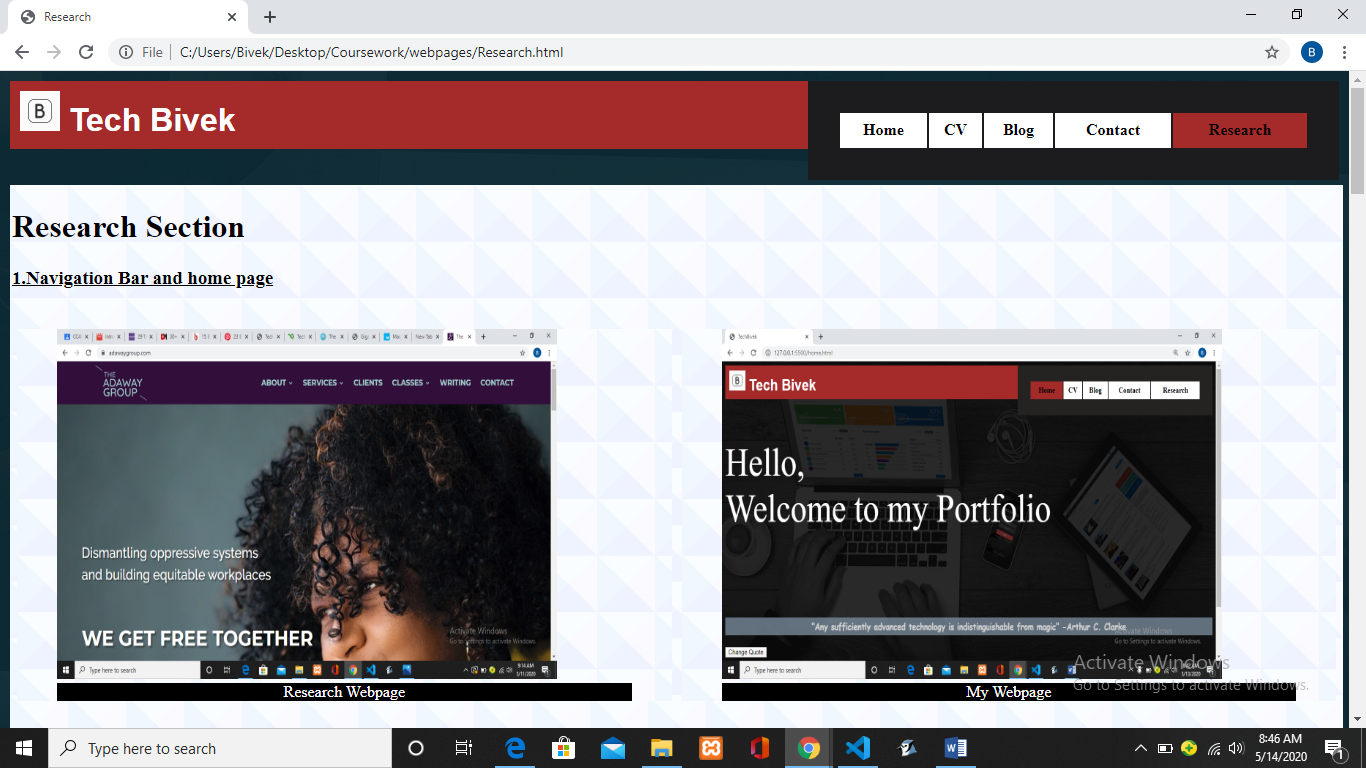 Research
File
C:/Users/Bivek/Desktop/Coursework/webpages/Research.html
B
B Tech Bivek
Home CV Blog Contact Research
Research Section
1.Navigation Bar and home page
adawaygroup.com
THE
ADAWAY
GROUP
ABOUT SERVICES CLIENTS CLASSES WRITING CONTACT
Dismantling oppressive systems
and building equitable workplaces
WE GET FREE TOGETHER
Activate Windows
Go to Settings to activate Windows.
Type here to search
9:14 AM
5/11/2020
Research Webpage
TechBivek
127.0.0.1:5500/home.html
B Tech Bivek
Home CV Blog Contact Research
Hello,
Welcome to my Portfolio
"Any sufficiently advanced technology is indistinguishable from magic" -Arthur C. Clarke
Change Quote
Go to Settings to activate Windows.
Type here to search
My Webpage
Activate Windows
Go to Settings to activate Windows.
Type here to search
8:46 AM
5/14/2020
1